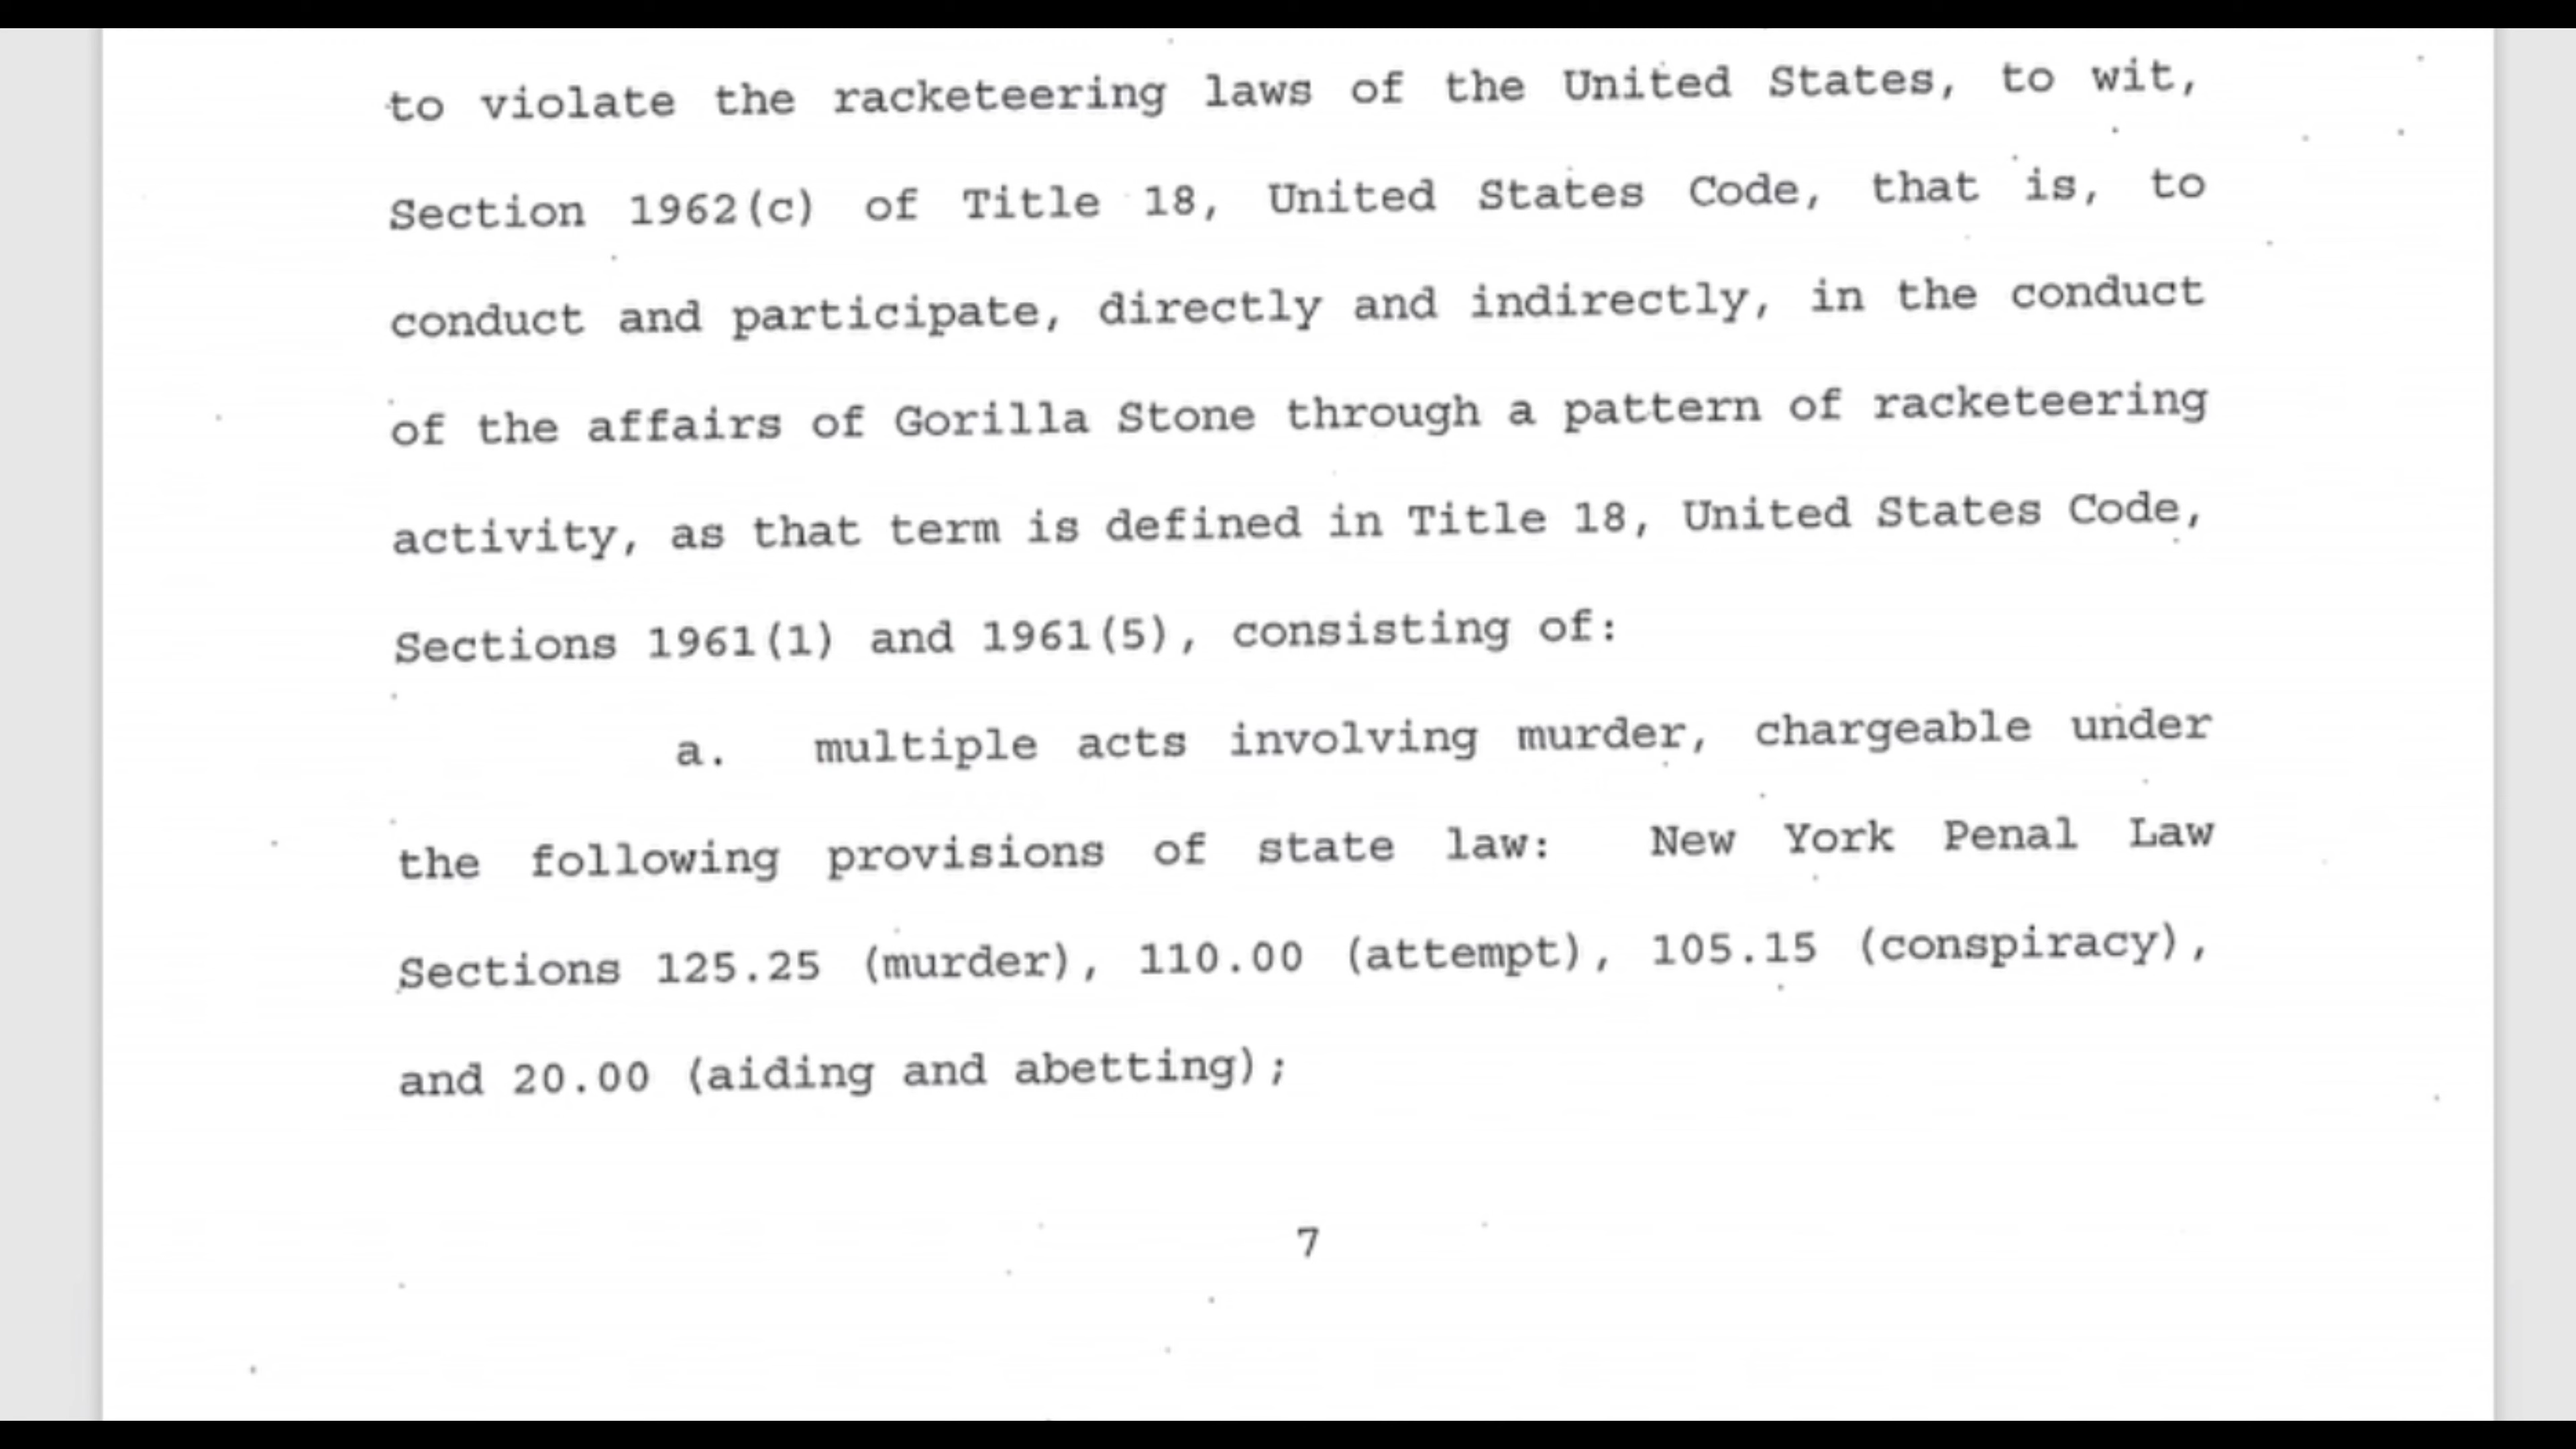 to violate the racketeering laws of the United States, to wit,
Section 1962(c) of Title 18, United States Code, that is, to
conduct and participate, directly and indirectly, in the conduct
of the affairs of Gorilla Stone through a pattern of racketeering
activity, as that term is defined in Title 18, United States Code,
Sections 1961(1) and 1961(5), consisting of:
a. multiple acts involving murder, chargeable under
the following provisions of state law: New York Penal Law
Sections 125.25 (murder), 110.00 (attempt), 105.15 (conspiracy),
and 20.00 (aiding and abetting);
7